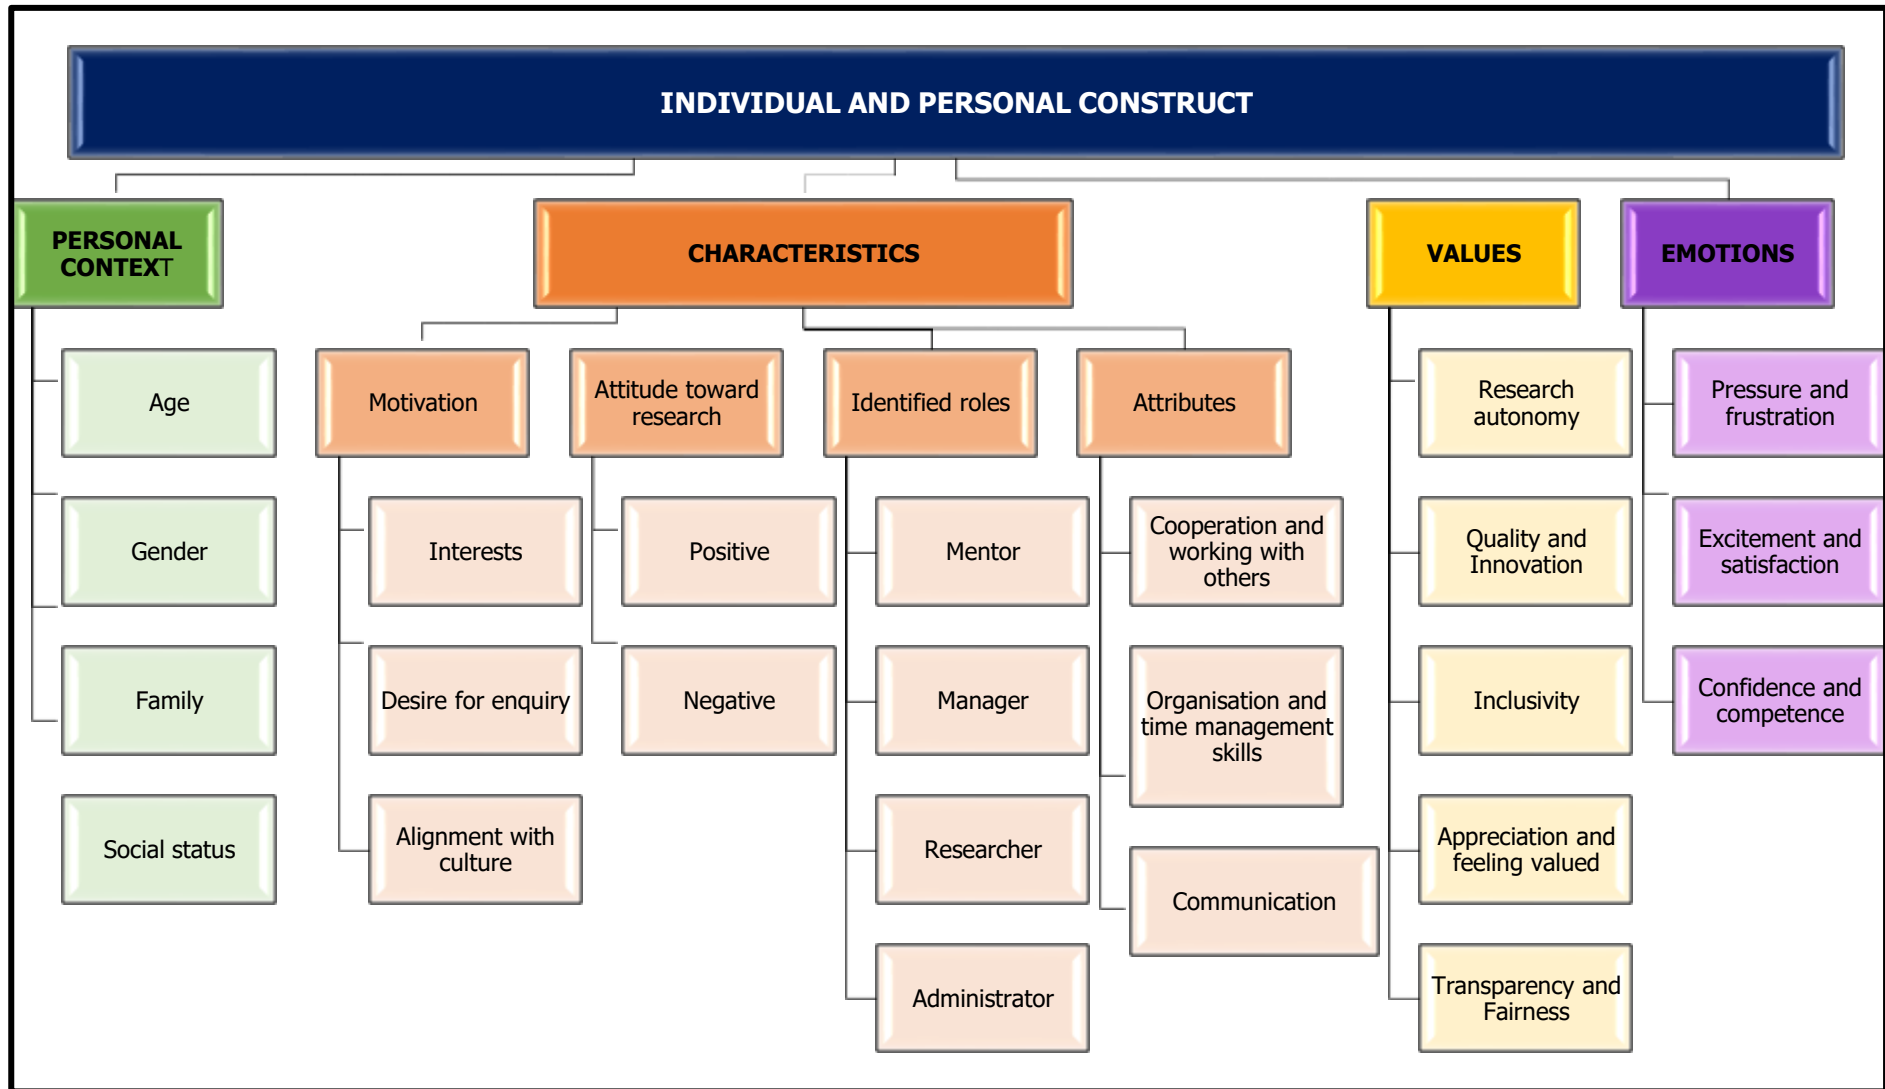 INDIVIDUAL AND PERSONAL CONSTRUCT
PERSONAL
CONTEXT
CHARACTERISTICS
VALUES
EMOTIONS
Age
Gender
Family
Social status
Motivation
Interests
Desire for enquiry
Alignment with
culture
Attitude toward
research
Positive
Negative
Identified roles
Mentor
Manager
Researcher
Administrator
Attributes
Cooperation and
working with
others
Organisation and
time management
skills
Communication
Research
autonomy
Quality and
Innovation
Inclusivity
Appreciation and
feeling valued
Transparency and
Fairness
Pressure and
frustration
Excitement and
satisfaction
Confidence and
competence